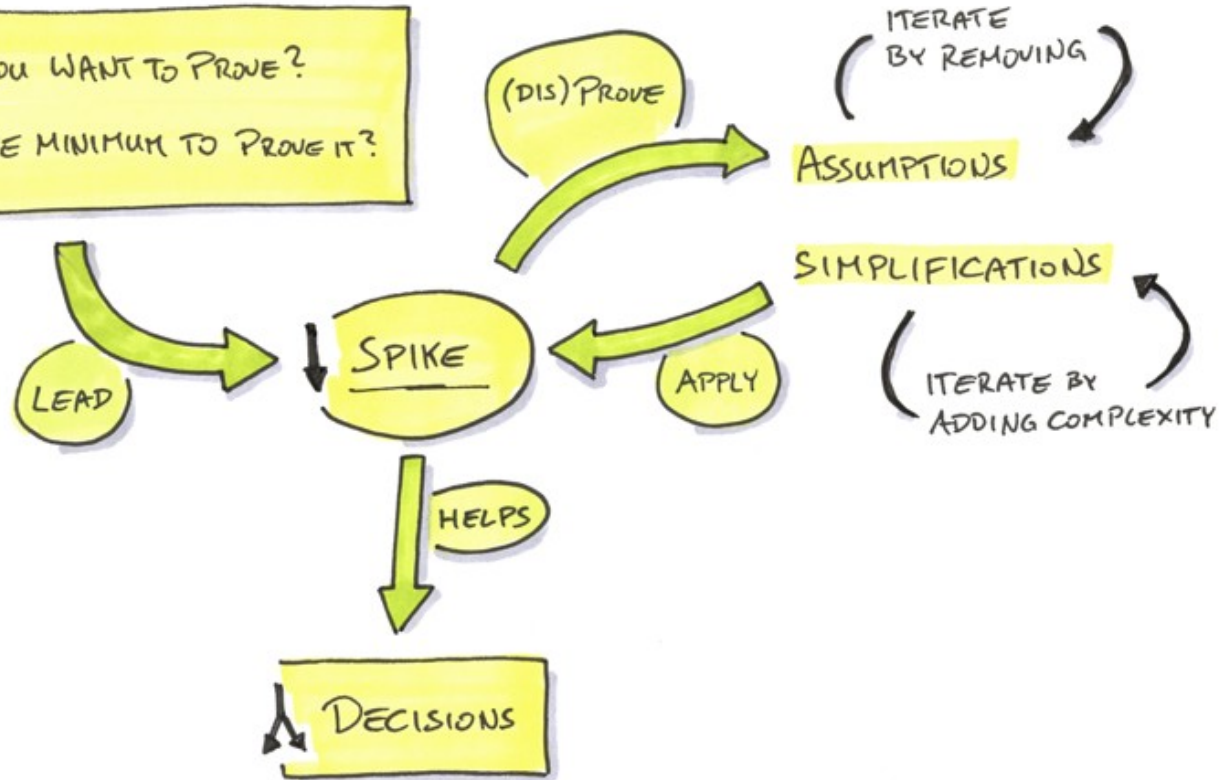 OU WANT TO PROVE?
E MINIMUM TO PROVE IT?
(DIS) PROVE
ITERATE
BY REMOVING
ASSUMPTIONS
SIMPLIFICATIONS
LEAD
SPIKE
APPLY
ITERATE BY
ADDING COMPLEXITY
HELPS
DECISIONS